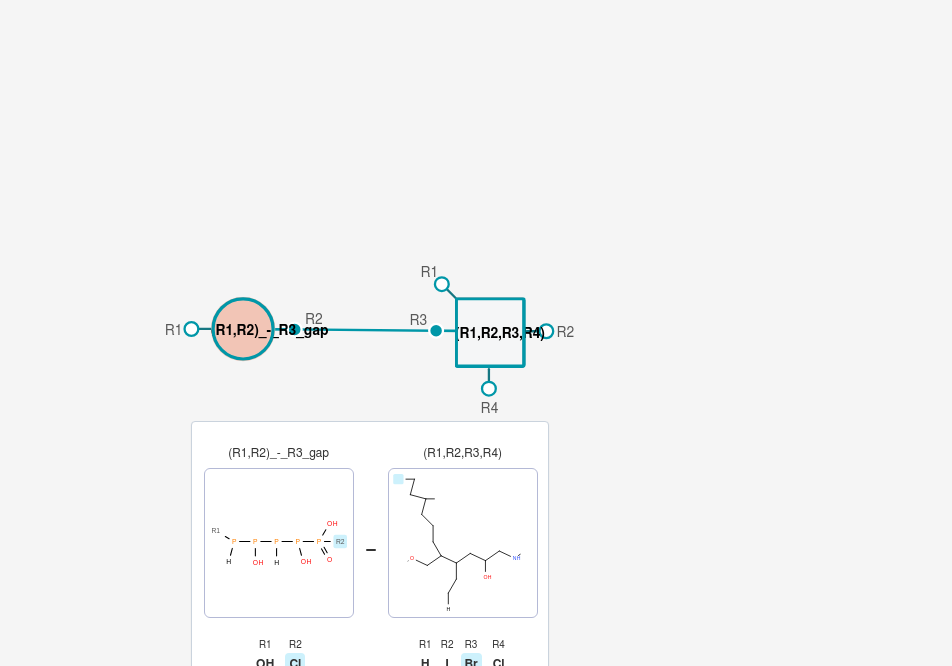 R1
R1
R2
R3
R1,R2)_-_R3_gap
(R1,R2,R3,R4)
R2
R4
(R1,R2)_-_R3_gap
(R1,R2,R3,R4)
R1
P
P
P
P
P
OH
R2
H
OH
H
OH
O
O
OH
NH
H
R1 R2
R1 R2 R3 R4
OH Cl
H I Br Cl